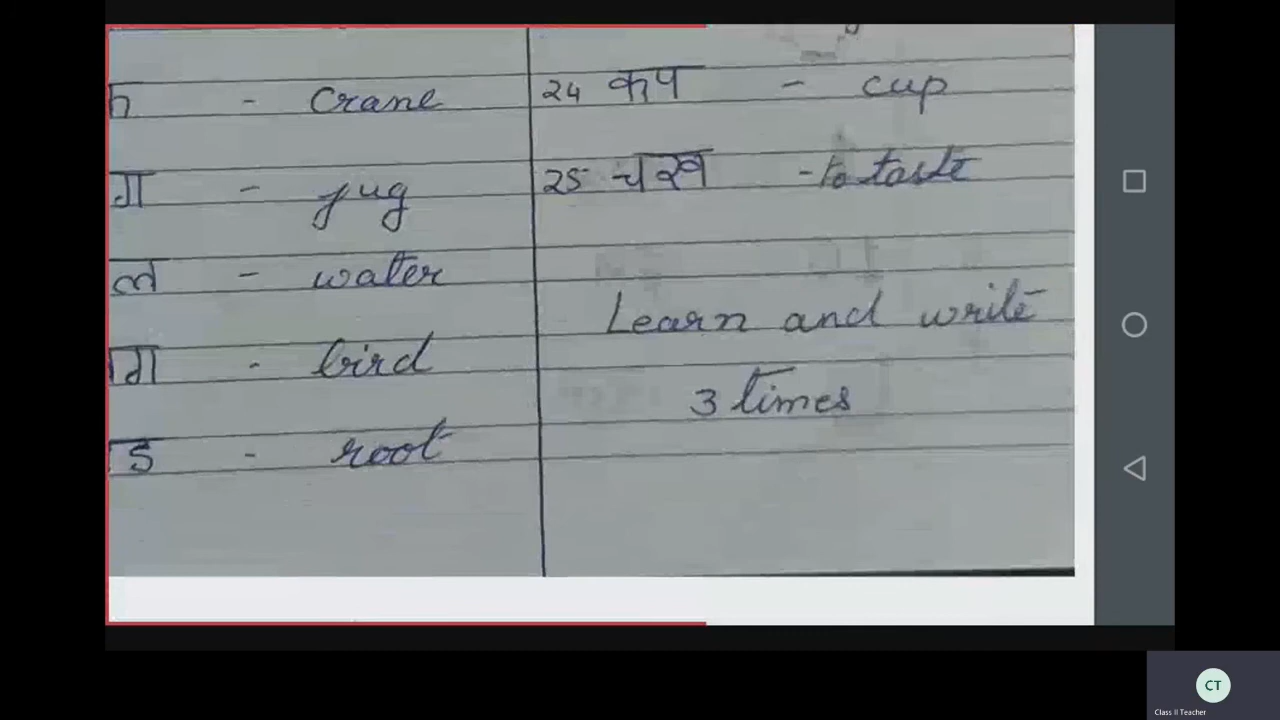 - crane
24 कप - cup
ग - jug
25 चख - to taste
ल - water
ग - bird
Learn and write
3 times
ड - root
CT
Class II Teacher